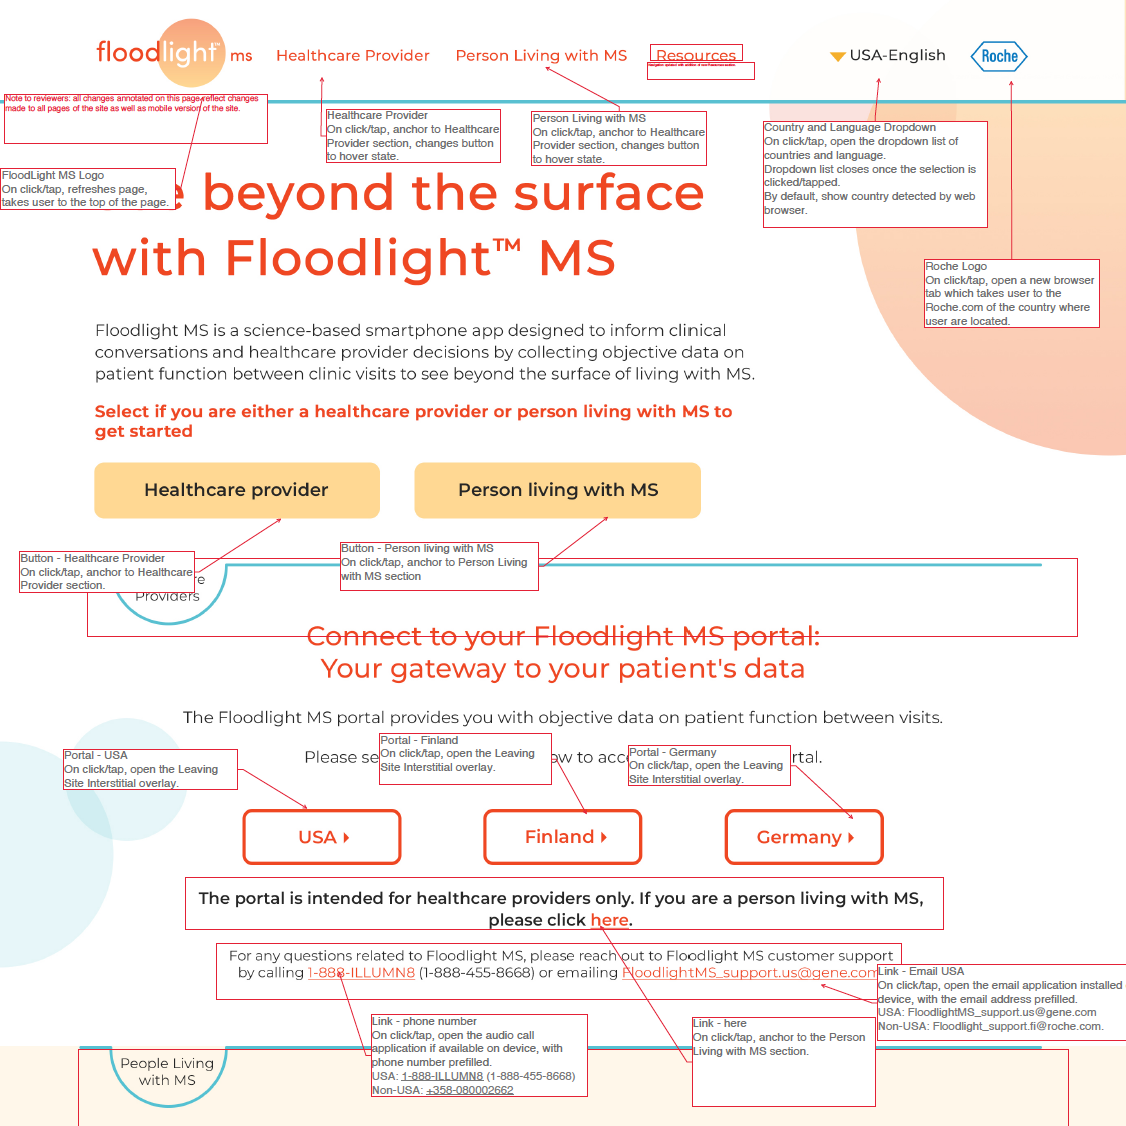 floodlight™ ms
Healthcare Provider
Person Living with MS
Resources
USA-English
Roche
Note to reviewers: all changes annotated on this page reflect changes
made to all pages of the site as well as mobile version of the site.
Healthcare Provider
On click/tap, anchor to Healthcare
Provider section, changes button
to hover state.
Person Living with MS
On click/tap, anchor to Healthcare
Provider section, changes button
to hover state.
Country and Language Dropdown
On click/tap, open the dropdown list of
countries and language.
Dropdown list closes once the selection is
clicked/tapped.
By default, show country detected by web
browser.
FloodLight MS Logo
On click/tap, refreshes page,
takes user to the top of the page.
Roche Logo
On click/tap, open a new browser
tab which takes user to the
Roche.com of the country where
user are located.
e beyond the surface
with Floodlight™ MS
Floodlight MS is a science-based smartphone app designed to inform clinical
conversations and healthcare provider decisions by collecting objective data on
patient function between clinic visits to see beyond the surface of living with MS.
Select if you are either a healthcare provider or person living with MS to
get started
Healthcare provider
Person living with MS
Button - Healthcare Provider
On click/tap, anchor to Healthcare
Provider section.
Button - Person living with MS
On click/tap, anchor to Person Living
with MS section
re
Providers
Connect to your Floodlight MS portal:
Your gateway to your patient's data
The Floodlight MS portal provides you with objective data on patient function between visits.
Please se
ow to acc
rtal.
Portal - USA
On click/tap, open the Leaving
Site Interstitial overlay.
Portal - Finland
On click/tap, open the Leaving
Site Interstitial overlay.
Portal - Germany
On click/tap, open the Leaving
Site Interstitial overlay.
USA
Finland
Germany
The portal is intended for healthcare providers only. If you are a person living with MS,
please click here.
For any questions related to Floodlight MS, please reach out to Floodlight MS customer support
by calling 1-888-ILLUMN8 (1-888-455-8668) or emailing FloodlightMS_support.us@gene.com
Link - Email USA
On click/tap, open the email application installed
device, with the email address prefilled.
USA: FloodlightMS_support.us@gene.com
Non-USA: Floodlight_support.fi@roche.com.
Link - phone number
On click/tap, open the audio call
application if available on device, with
phone number prefilled.
USA: 1-888-ILLUMN8 (1-888-455-8668)
Non-USA: +358-080002662
Link - here
On click/tap, anchor to the Person
Living with MS section.
People Living
with MS